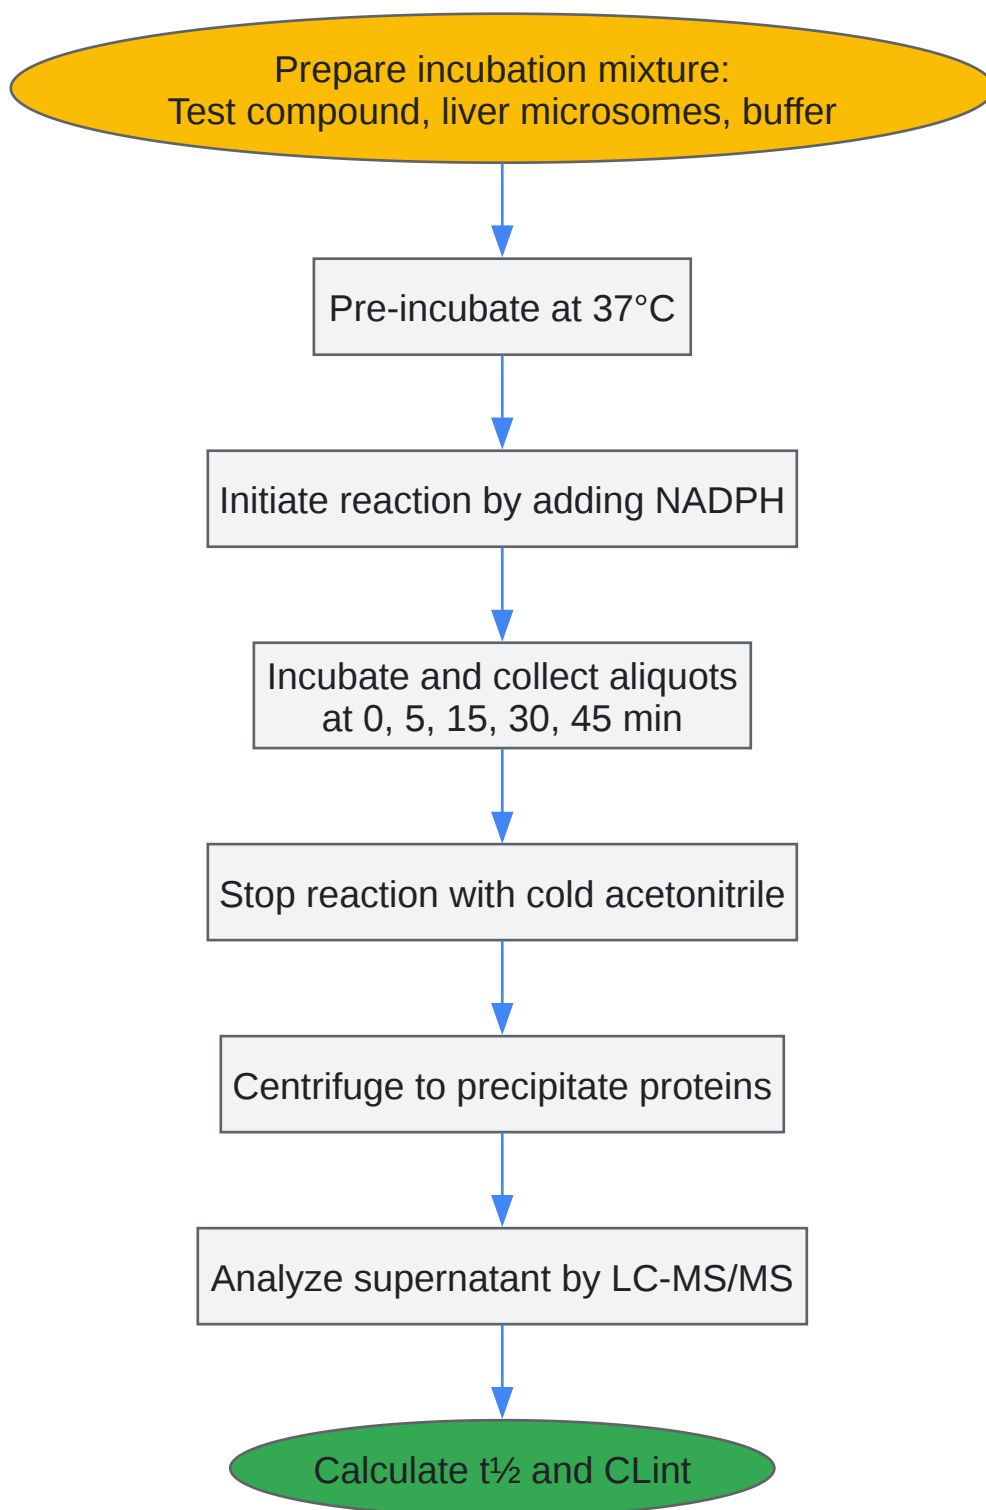 Prepare incubation mixture:
Test compound, liver microsomes, buffer
Pre-incubate at 37°C
Initiate reaction by adding NADPH
Incubate and collect aliquots
at 0, 5, 15, 30, 45 min
Stop reaction with cold acetonitrile
Centrifuge to precipitate proteins
Analyze supernatant by LC-MS/MS
Calculate t½ and CLint